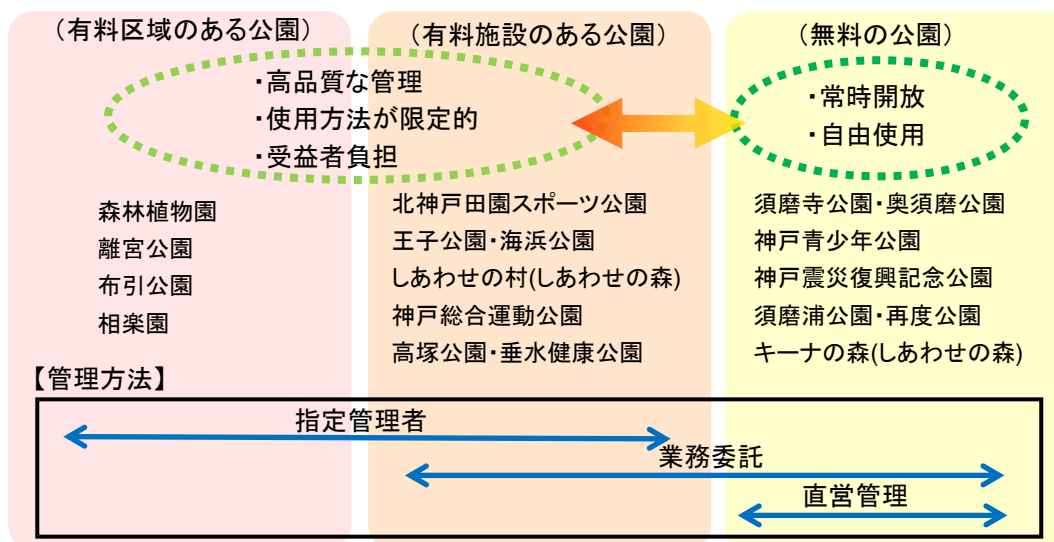 （有料区域のある公園）
（有料施設のある公園）
（無料の公園）
・高品質な管理
・使用方法が限定的
・受益者負担
・常時開放
・自由使用
森林植物園
離宮公園
布引公園
相楽園
北神戸田園スポーツ公園
王子公園・海浜公園
しあわせの村(しあわせの森)
神戸総合運動公園
高塚公園・垂水健康公園
須磨寺公園・奥須磨公園
神戸青少年公園
神戸震災復興記念公園
須磨浦公園・再度公園
キーナの森(しあわせの森)
【管理方法】
指定管理者
業務委託
直営管理